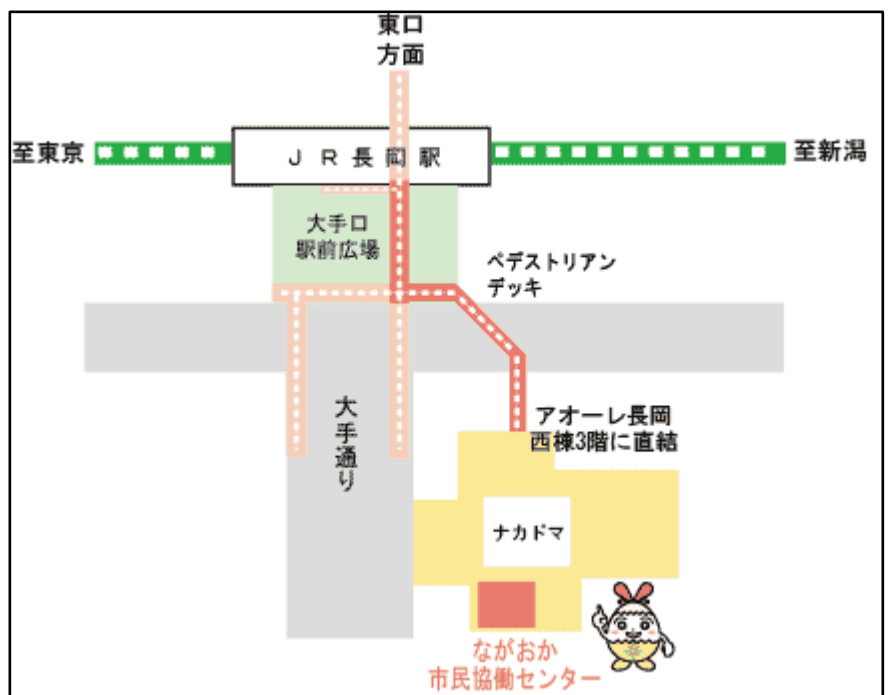 東口
方面
至東京
JR長岡駅
至新潟
大手口
駅前広場
ペデストリアン
デッキ
大手通り
アオーレ長岡
西棟3階に直結
ナカドマ
ながおか
市民協働センター